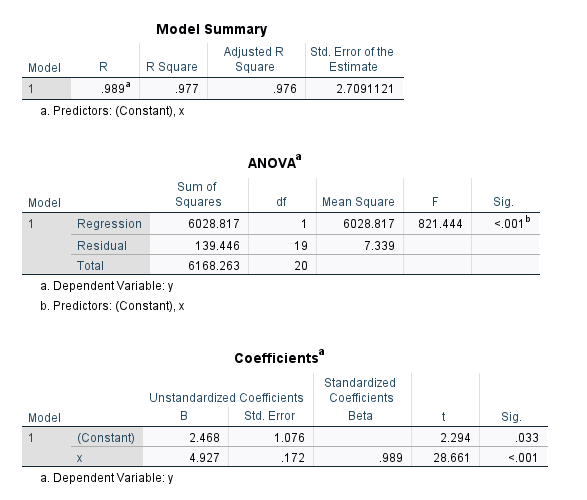 Model Summary
Model R R Square Adjusted R Square Std. Error of the Estimate
1 .989a .977 .976 2.7091121
a. Predictors: (Constant), x
ANOVAa
Model Sum of Squares df Mean Square F Sig.
1 Regression 6028.817 1 6028.817 821.444 <.001b
Residual 139.446 19 7.339
Total 6168.263 20
a. Dependent Variable: y
b. Predictors: (Constant), x
Coefficientsa
Unstandardized Coefficients Standardized Coefficients
Model B Std. Error Beta t Sig.
1 (Constant) 2.468 1.076 2.294 .033
x 4.927 .172 .989 28.661 <.001
a. Dependent Variable: y